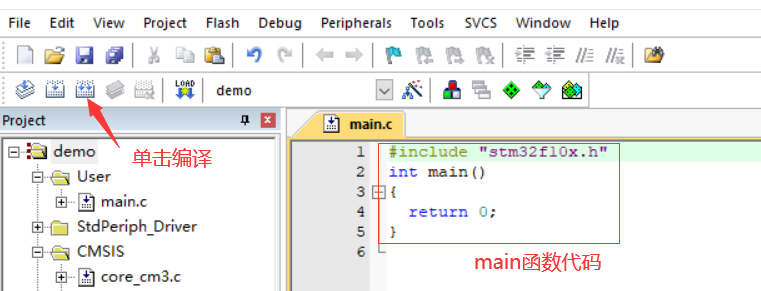 File Edit View Project Flash Debug Peripherals Tools SVCS Window Help
LOAD demo
Project
main.c
单击编译
demo
User
main.c
StdPeriph_Driver
CMSIS
core_cm3.c
1 #include "stm32f10x.h"
2 int main()
3 {
4 return 0;
5 }
6
main函数代码